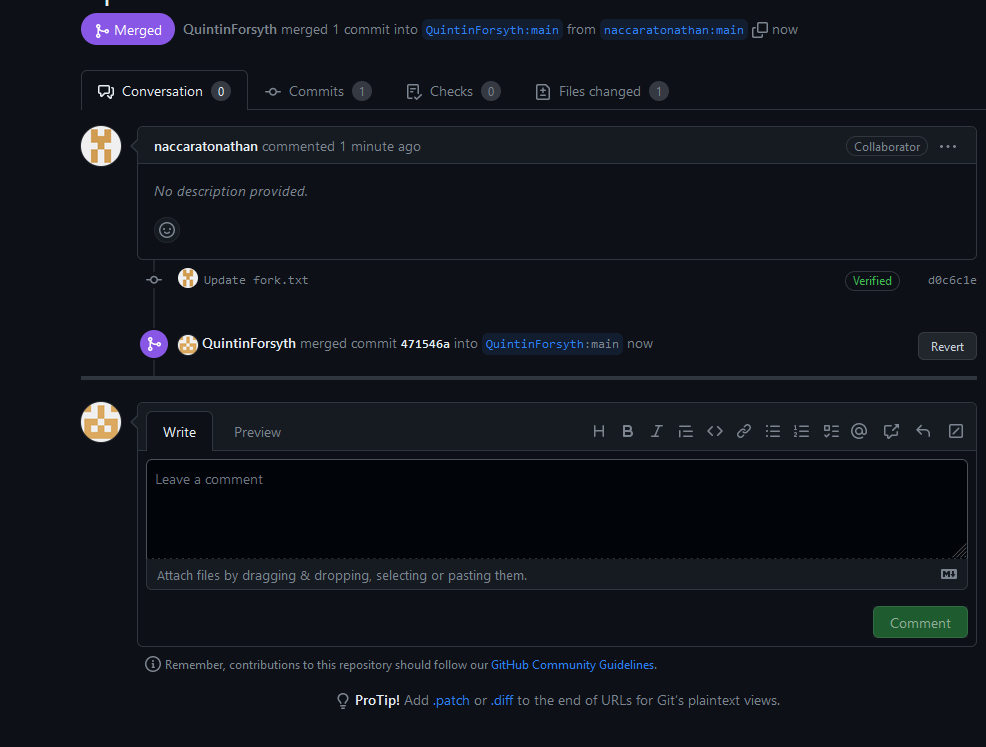 Merged QuintinForsyth merged 1 commit into QuintinForsyth:main from naccaratonathan:main now
Conversation 0 Commits 1 Checks 0 Files changed 1
naccaratonathan commented 1 minute ago Collaborator
No description provided.
Update fork.txt Verified d0c6c1e
QuintinForsyth merged commit 471546a into QuintinForsyth:main now Revert
Write Preview
Leave a comment
Attach files by dragging & dropping, selecting or pasting them.
Comment
Remember, contributions to this repository should follow our GitHub Community Guidelines.
ProTip! Add .patch or .diff to the end of URLs for Git's plaintext views.